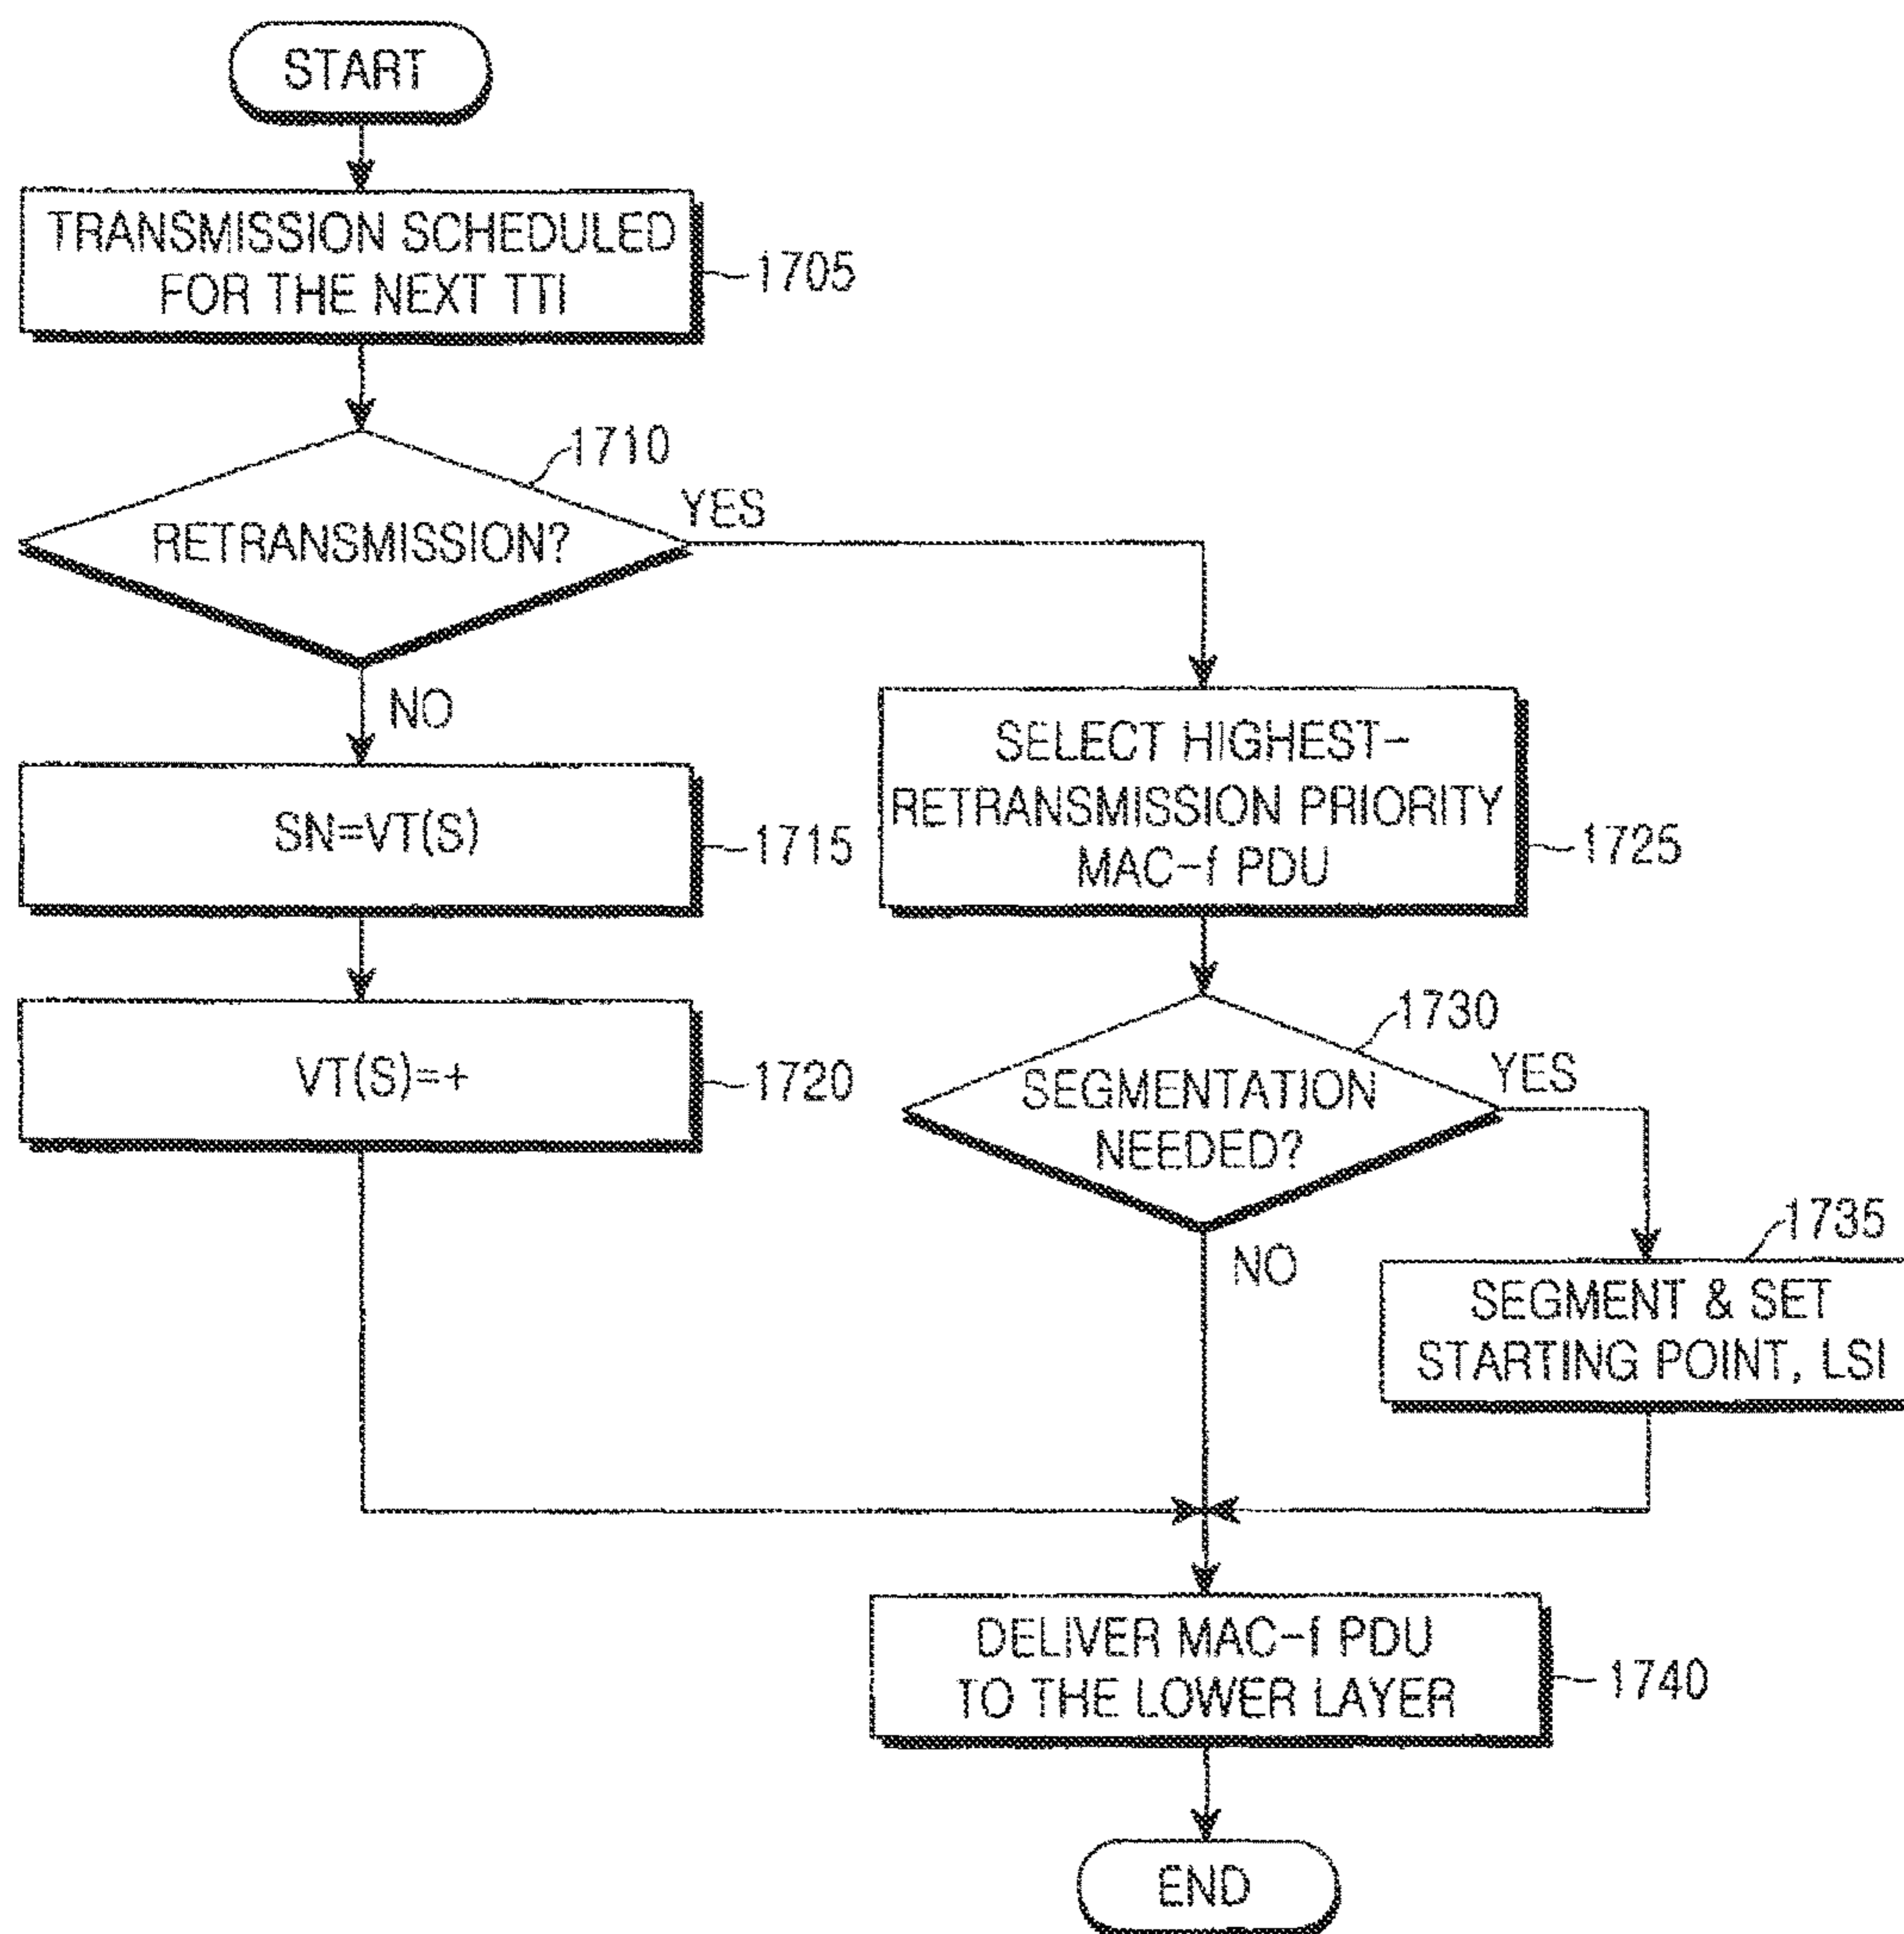 START
TRANSMISSION SCHEDULED
FOR THE NEXT TTI
1705
1710
RETRANSMISSION?
YES
NO
SN=VT(S)
1715
VT(S)=+
1720
SELECT HIGHEST-
RETRANSMISSION PRIORITY
MAC-f PDU
1725
1730
SEGMENTATION
NEEDED?
YES
NO
1735
SEGMENT & SET
STARTING POINT, LSI
DELIVER MAC-f PDU
TO THE LOWER LAYER
1740
END